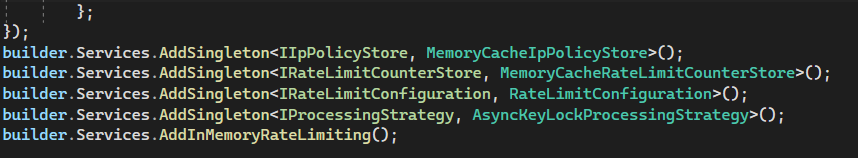 };
});
builder.Services.AddSingleton<IIpPolicyStore, MemoryCacheIpPolicyStore>();
builder.Services.AddSingleton<IRateLimitCounterStore, MemoryCacheRateLimitCounterStore>();
builder.Services.AddSingleton<IRateLimitConfiguration, RateLimitConfiguration>();
builder.Services.AddSingleton<IProcessingStrategy, AsyncKeyLockProcessingStrategy>();
builder.Services.AddInMemoryRateLimiting();